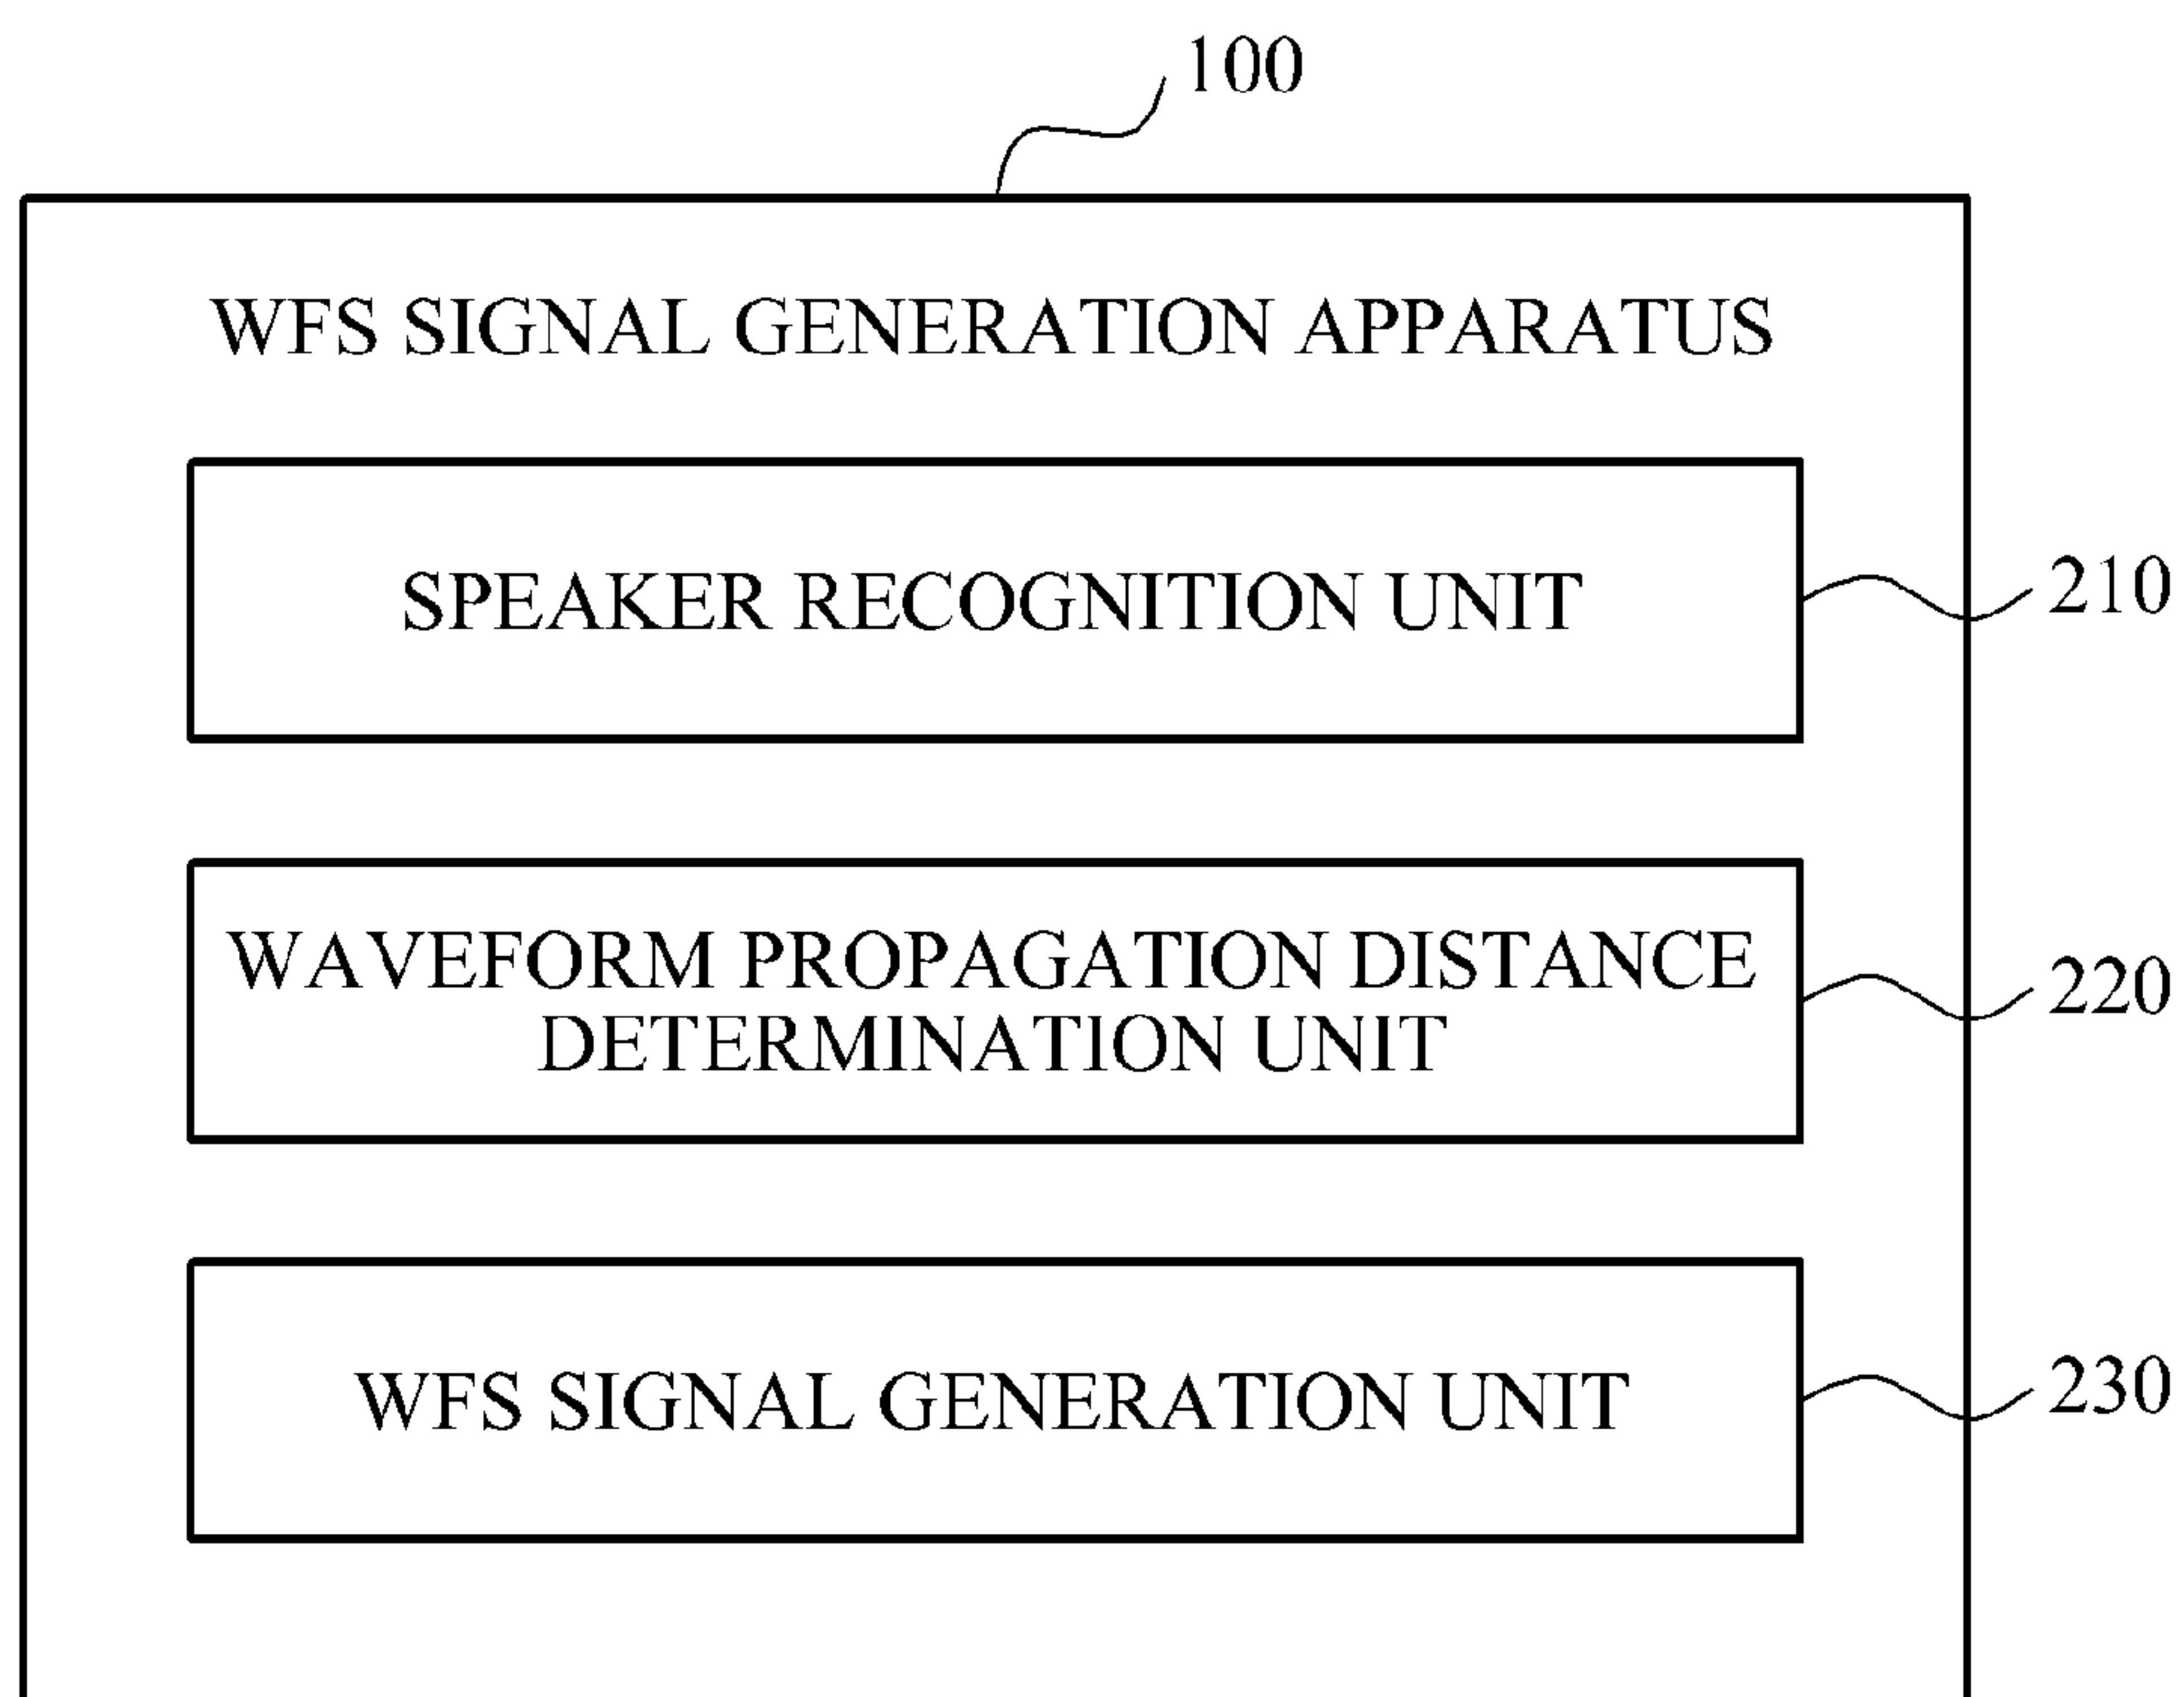 100
WFS SIGNAL GENERATION APPARATUS
SPEAKER RECOGNITION UNIT
210
WAVEFORM PROPAGATION DISTANCE
DETERMINATION UNIT
220
WFS SIGNAL GENERATION UNIT
230